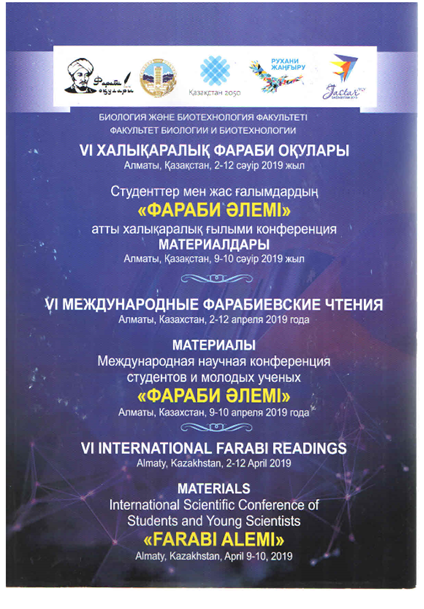 Фараби
оқулары
Қазақстан 2050
РУХАНИ
ЖАҢҒЫРУ
Jastar
БИОЛОГИЯ ЖӘНЕ БИОТЕХНОЛОГИЯ ФАКУЛЬТЕТІ
ФАКУЛЬТЕТ БИОЛОГИИ И БИОТЕХНОЛОГИИ
VI ХАЛЫҚАРАЛЫҚ ФАРАБИ ОҚУЛАРЫ
Алматы, Қазақстан, 2-12 сәуір 2019 жыл
Студенттер мен жас ғалымдардың
«ФАРАБИ ӘЛЕМІ»
атты халықаралық ғылыми конференция
МАТЕРИАЛДАРЫ
Алматы, Қазақстан, 9-10 сәуір 2019 жыл
VI МЕЖДУНАРОДНЫЕ ФАРАБИЕВСКИЕ ЧТЕНИЯ
Алматы, Казахстан, 2-12 апреля 2019 года
МАТЕРИАЛЫ
Международная научная конференция
студентов и молодых ученых
«ФАРАБИ ӘЛЕМІ»
Алматы, Казахстан, 9-10 апреля 2019 года
VI INTERNATIONAL FARABI READINGS
Almaty, Kazakhstan, 2-12 April 2019
MATERIALS
International Scientific Conference of
Students and Young Scientists
«FARABI ALEMI»
Almaty, Kazakhstan, April 9-10, 2019